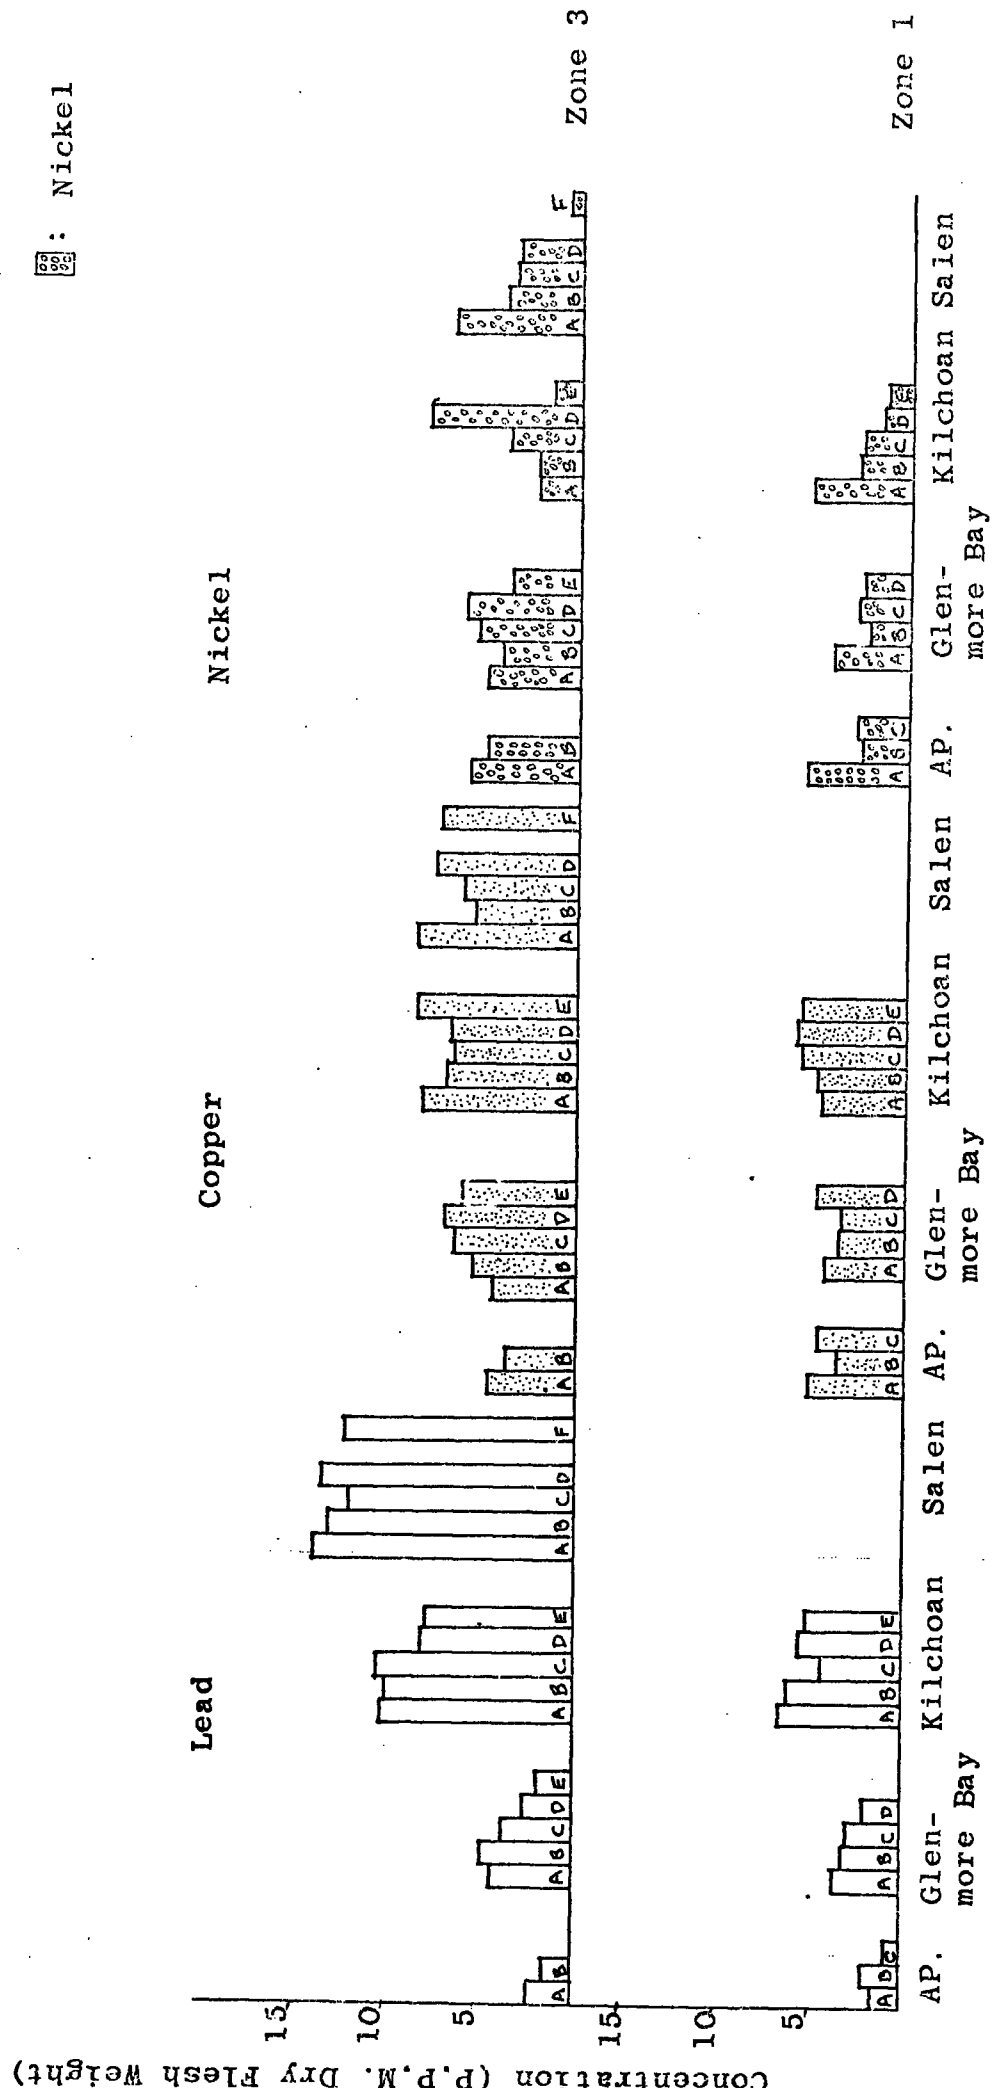 : Nickel
Lead
Copper
Nickel
Concentration (P.P.M. Dry Flesh Weight)
15
10
5
A B
A B C D E
A B C D E
A B C D F
A B
A B C D E
A B C D E
A B C D F
A B
A B C D E
A B C D E
A B C D F
Zone 3
15
10
5
A B C
A B C D
A B C D E
A B C
A B C D
A B C D E
A B C
A B C D
A B C D E
Zone 1
AP. Glen- Kilchoan Salen AP. Glen- Kilchoan Salen AP. Glen- Kilchoan Salen
more Bay more Bay more Bay